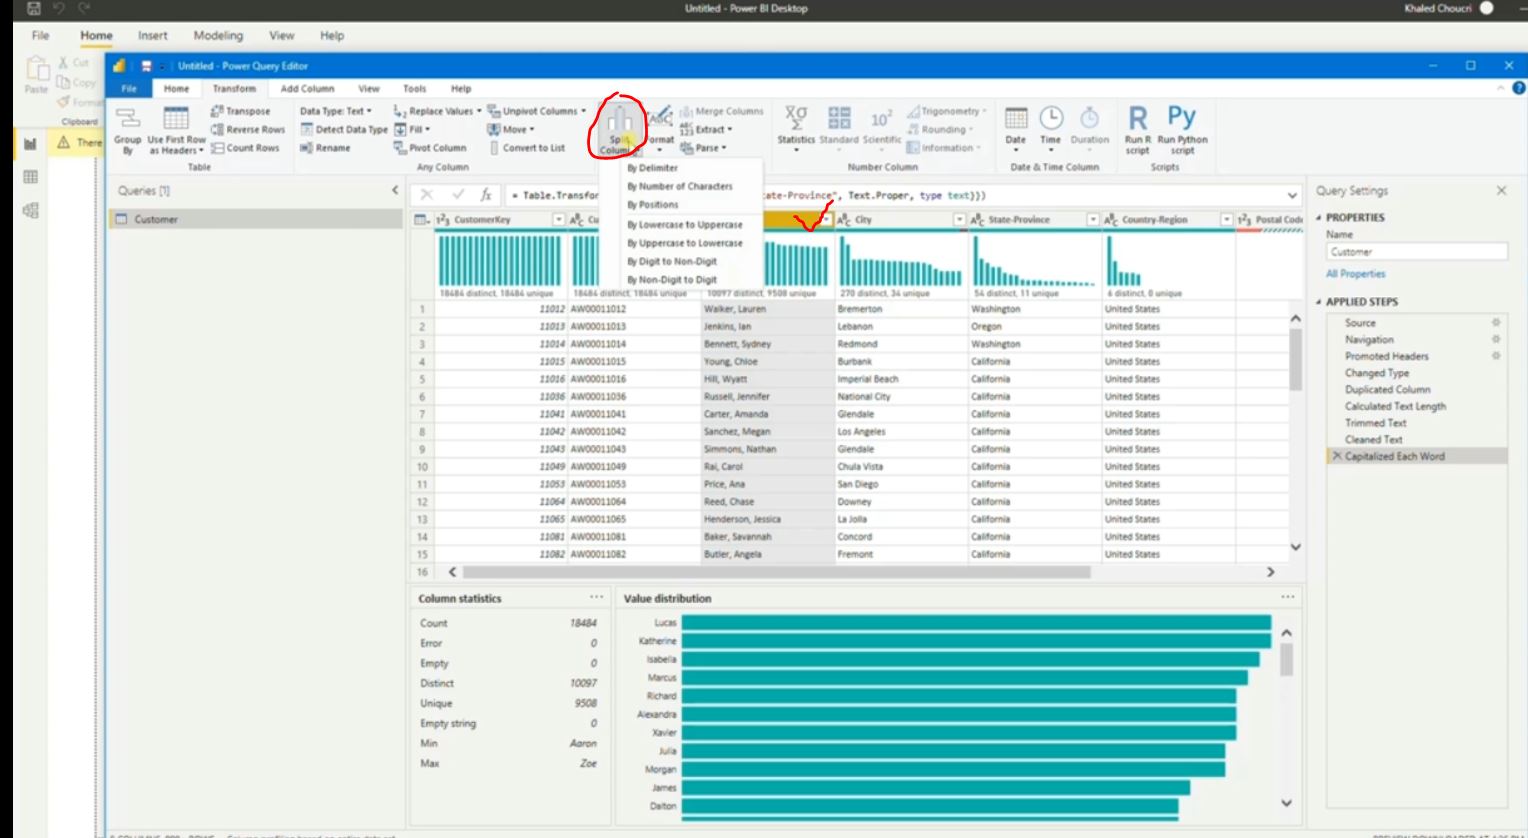 Untitled - Power BI Desktop
Khaled Choucri
File Home Insert Modeling View Help
Paste
Cut
Copy
Format
Clipboard
There
Untitled - Power Query Editor
File Home Transform Add Column View Tools Help
Group By
Use First Row as Headers
Transpose
Reverse Rows
Count Rows
Table
Data Type: Text
Detect Data Type
Rename
Replace Values
Fill
Pivot Column
Unpivot Columns
Move
Convert to List
Any Column
Split
Colum
ormat
Merge Columns
Extract
Parse
Statistics Standard Scientific
Trigonometry
Rounding
Information
Number Column
Date Time Duration
Date & Time Column
Run R script
Run Python script
Scripts
By Delimiter
By Number of Characters
By Positions
By Lowercase to Uppercase
By Uppercase to Lowercase
By Digit to Non-Digit
By Non-Digit to Digit
Queries [1]
Customer
= Table.Transfor
ate-Province", Text.Proper, type text}})
CustomerKey Cu City State-Province Country-Region Postal Code
18484 distinct, 18484 unique 18484 distinct, 18484 unique 10097 distinct, 9508 unique 270 distinct, 34 unique 54 distinct, 11 unique 6 distinct, 0 unique
1 11012 AW00011012 Walker, Lauren Bremerton Washington United States
2 11013 AW00011013 Jenkins, Ian Lebanon Oregon United States
3 11014 AW00011014 Bennett, Sydney Redmond Washington United States
4 11015 AW00011015 Young, Chloe Burbank California United States
5 11016 AW00011016 Hill, Wyatt Imperial Beach California United States
6 11036 AW00011036 Russell, Jennifer National City California United States
7 11041 AW00011041 Carter, Amanda Glendale California United States
8 11042 AW00011042 Sanchez, Megan Los Angeles California United States
9 11043 AW00011043 Simmons, Nathan Glendale California United States
10 11049 AW00011049 Rai, Carol Chula Vista California United States
11 11053 AW00011053 Price, Ana San Diego California United States
12 11064 AW00011064 Reed, Chase Downey California United States
13 11065 AW00011065 Henderson, Jessica La Jolla California United States
14 11081 AW00011081 Baker, Savannah Concord California United States
15 11082 AW00011082 Butler, Angela Fremont California United States
16
Query Settings
PROPERTIES
Name
Customer
All Properties
APPLIED STEPS
Source
Navigation
Promoted Headers
Changed Type
Duplicated Column
Calculated Text Length
Trimmed Text
Cleaned Text
Capitalized Each Word
Column statistics
Count 18484
Error 0
Empty 0
Distinct 10097
Unique 9508
Empty string 0
Min Aaron
Max Zoe
Value distribution
Lucas
Katherine
Isabella
Marcus
Richard
Alexandra
Xavier
Julia
Morgan
James
Dalton